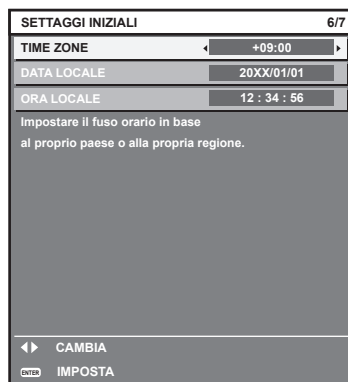 SETTAGGI INIZIALI 6/7
TIME ZONE +09:00
DATA LOCALE 20XX/01/01
ORA LOCALE 12 : 34 : 56
Impostare il fuso orario in base
al proprio paese o alla propria regione.
CAMBIA
ENTER IMPOSTA